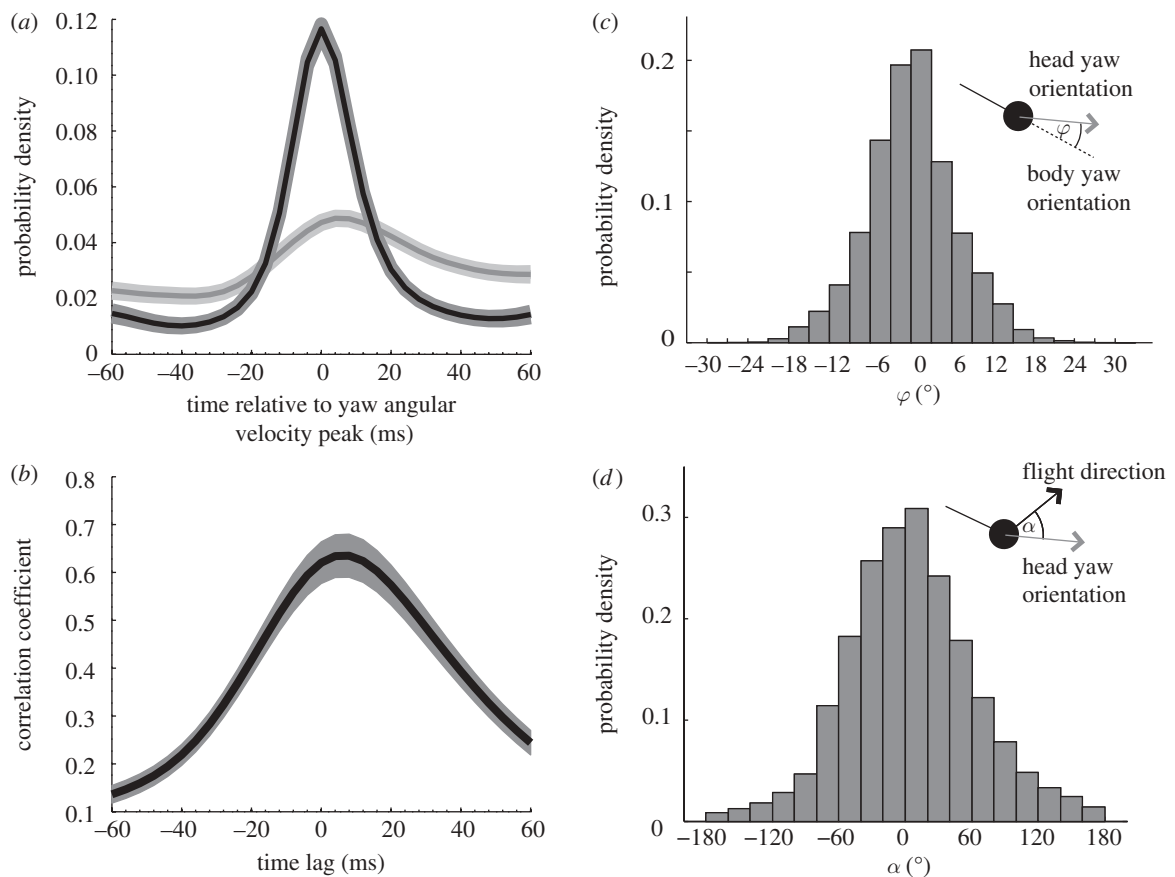 (a)
0.12
0.10
0.08
0.06
0.04
0.02
0
probability density
−60 −40 −20 0 20 40 60
time relative to yaw angular
velocity peak (ms)
(b)
0.8
0.7
0.6
0.5
0.4
0.3
0.2
0.1
correlation coefficient
−60 −40 −20 0 20 40 60
time lag (ms)
(c)
0.2
0.1
0
probability density
head yaw
orientation
φ
body yaw
orientation
−30 −24 −18 −12 −6 0 6 12 18 24 30
φ (°)
(d)
0.3
0.2
0.1
0
probability density
flight direction
α
head yaw
orientation
−180 −120 −60 0 60 120 180
α (°)